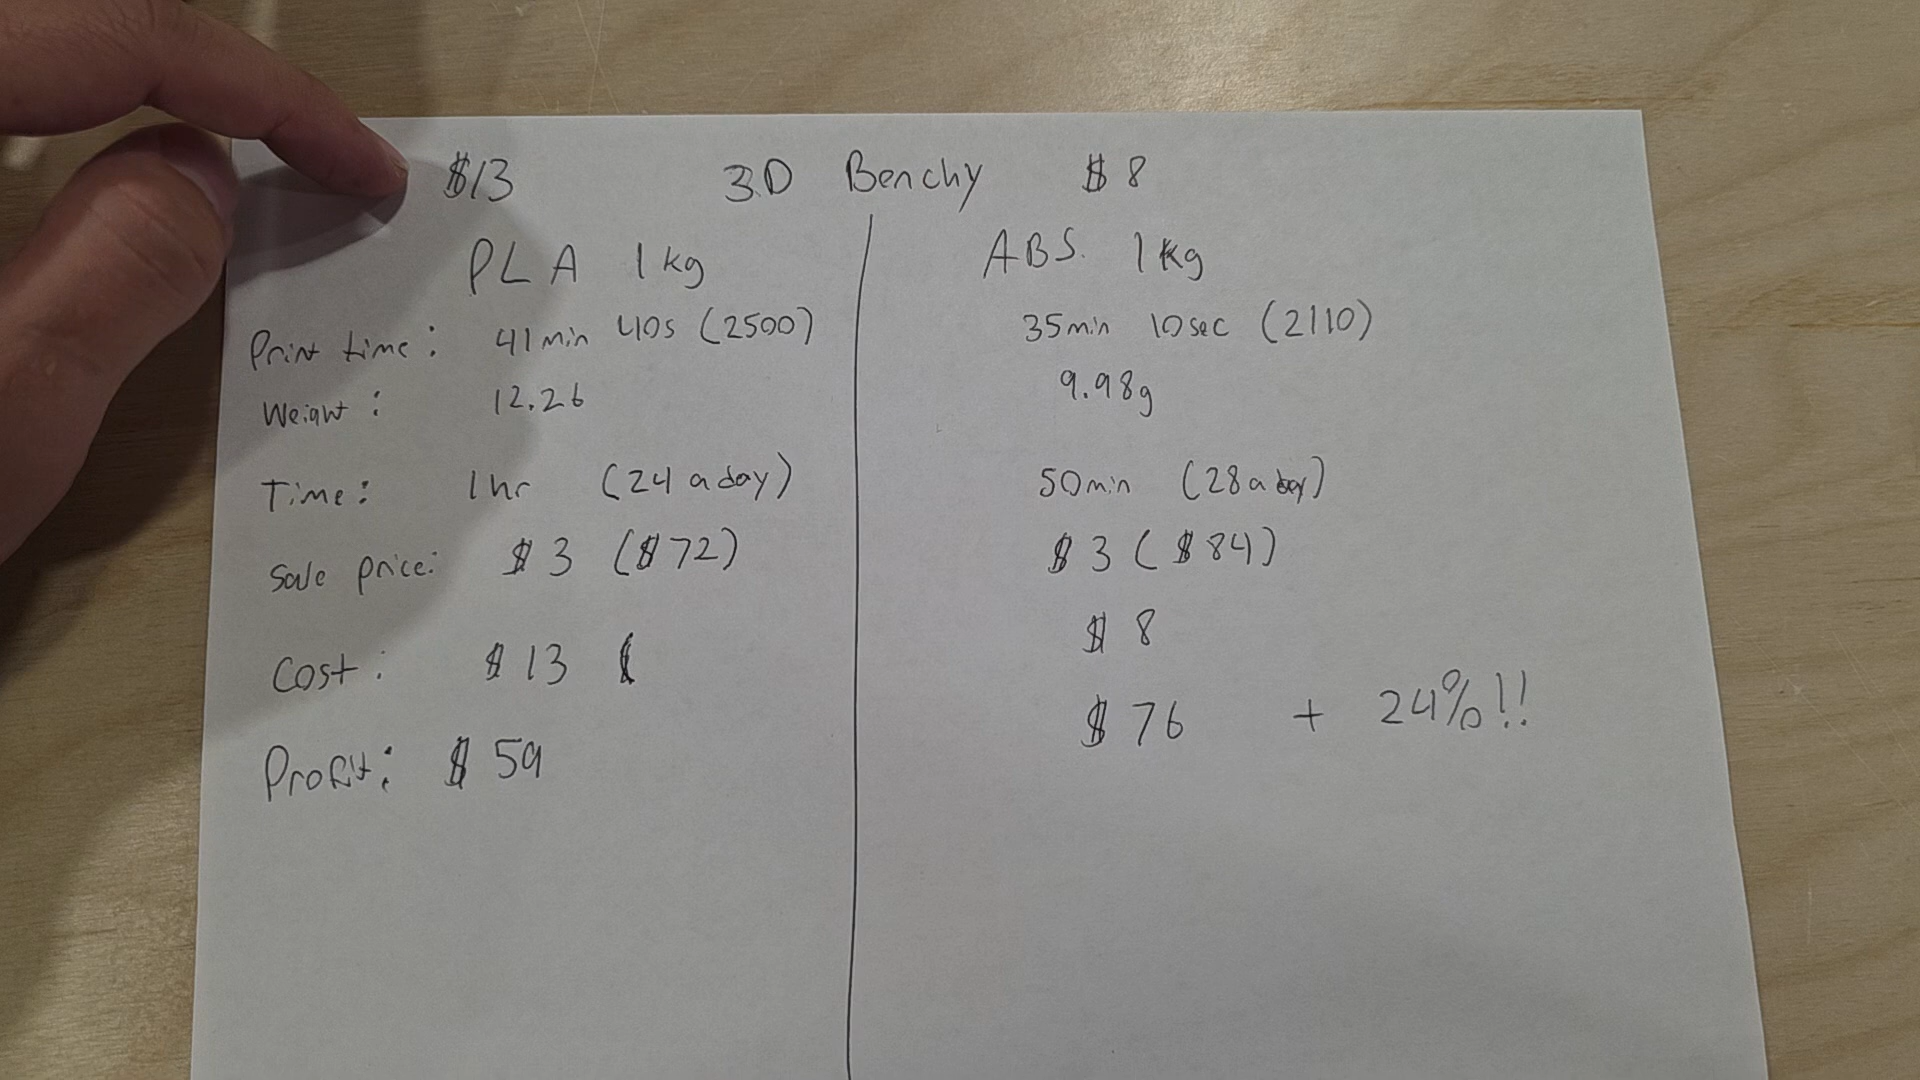 $13 3D Benchy $8
PLA 1kg
Print time: 41min 40s (2500)
Weight: 12.26
Time: 1hr (24 a day)
Sale price: $3 ($72)
Cost: $13 (
Profit: $59
ABS. 1kg
35min 10sec (2110)
9.98g
50min (28 a day)
$3 ($84)
$8
$76 + 24%!!